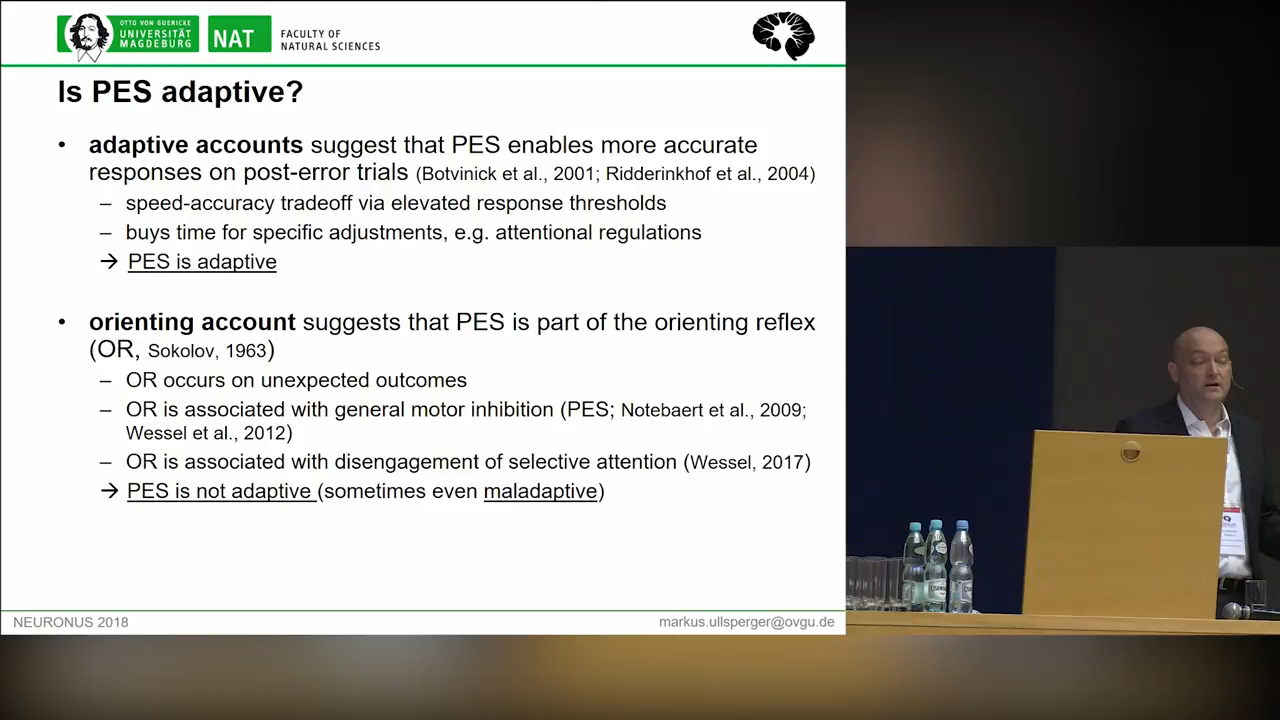 OTTO VON GUERICKE
UNIVERSITÄT
MAGDEBURG
NAT
FACULTY OF
NATURAL SCIENCES
Is PES adaptive?
• adaptive accounts suggest that PES enables more accurate
responses on post-error trials (Botvinick et al., 2001; Ridderinkhof et al., 2004)
– speed-accuracy tradeoff via elevated response thresholds
– buys time for specific adjustments, e.g. attentional regulations
→ PES is adaptive
• orienting account suggests that PES is part of the orienting reflex
(OR, Sokolov, 1963)
– OR occurs on unexpected outcomes
– OR is associated with general motor inhibition (PES; Notebaert et al., 2009;
Wessel et al., 2012)
– OR is associated with disengagement of selective attention (Wessel, 2017)
→ PES is not adaptive (sometimes even maladaptive)
NEURONUS 2018
markus.ullsperger@ovgu.de